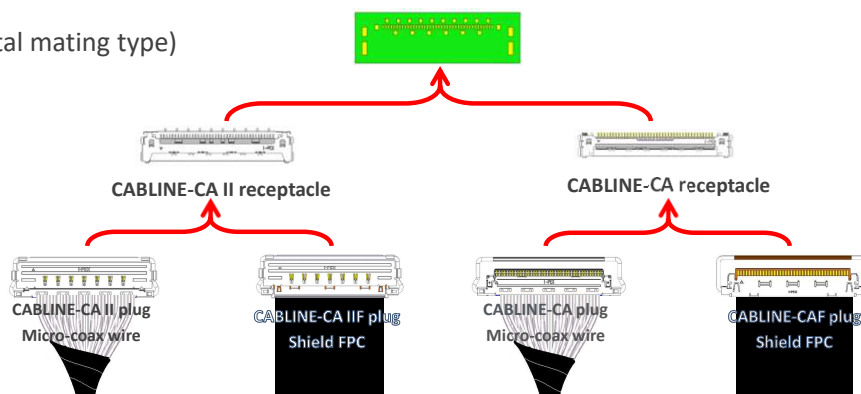 tal mating type)
CABLINE-CA II receptacle
CABLINE-CA receptacle
CABLINE-CA II plug
Micro-coax wire
CABLINE-CA IIF plug
Shield FPC
CABLINE-CA plug
Micro-coax wire
CABLINE-CAF plug
Shield FPC